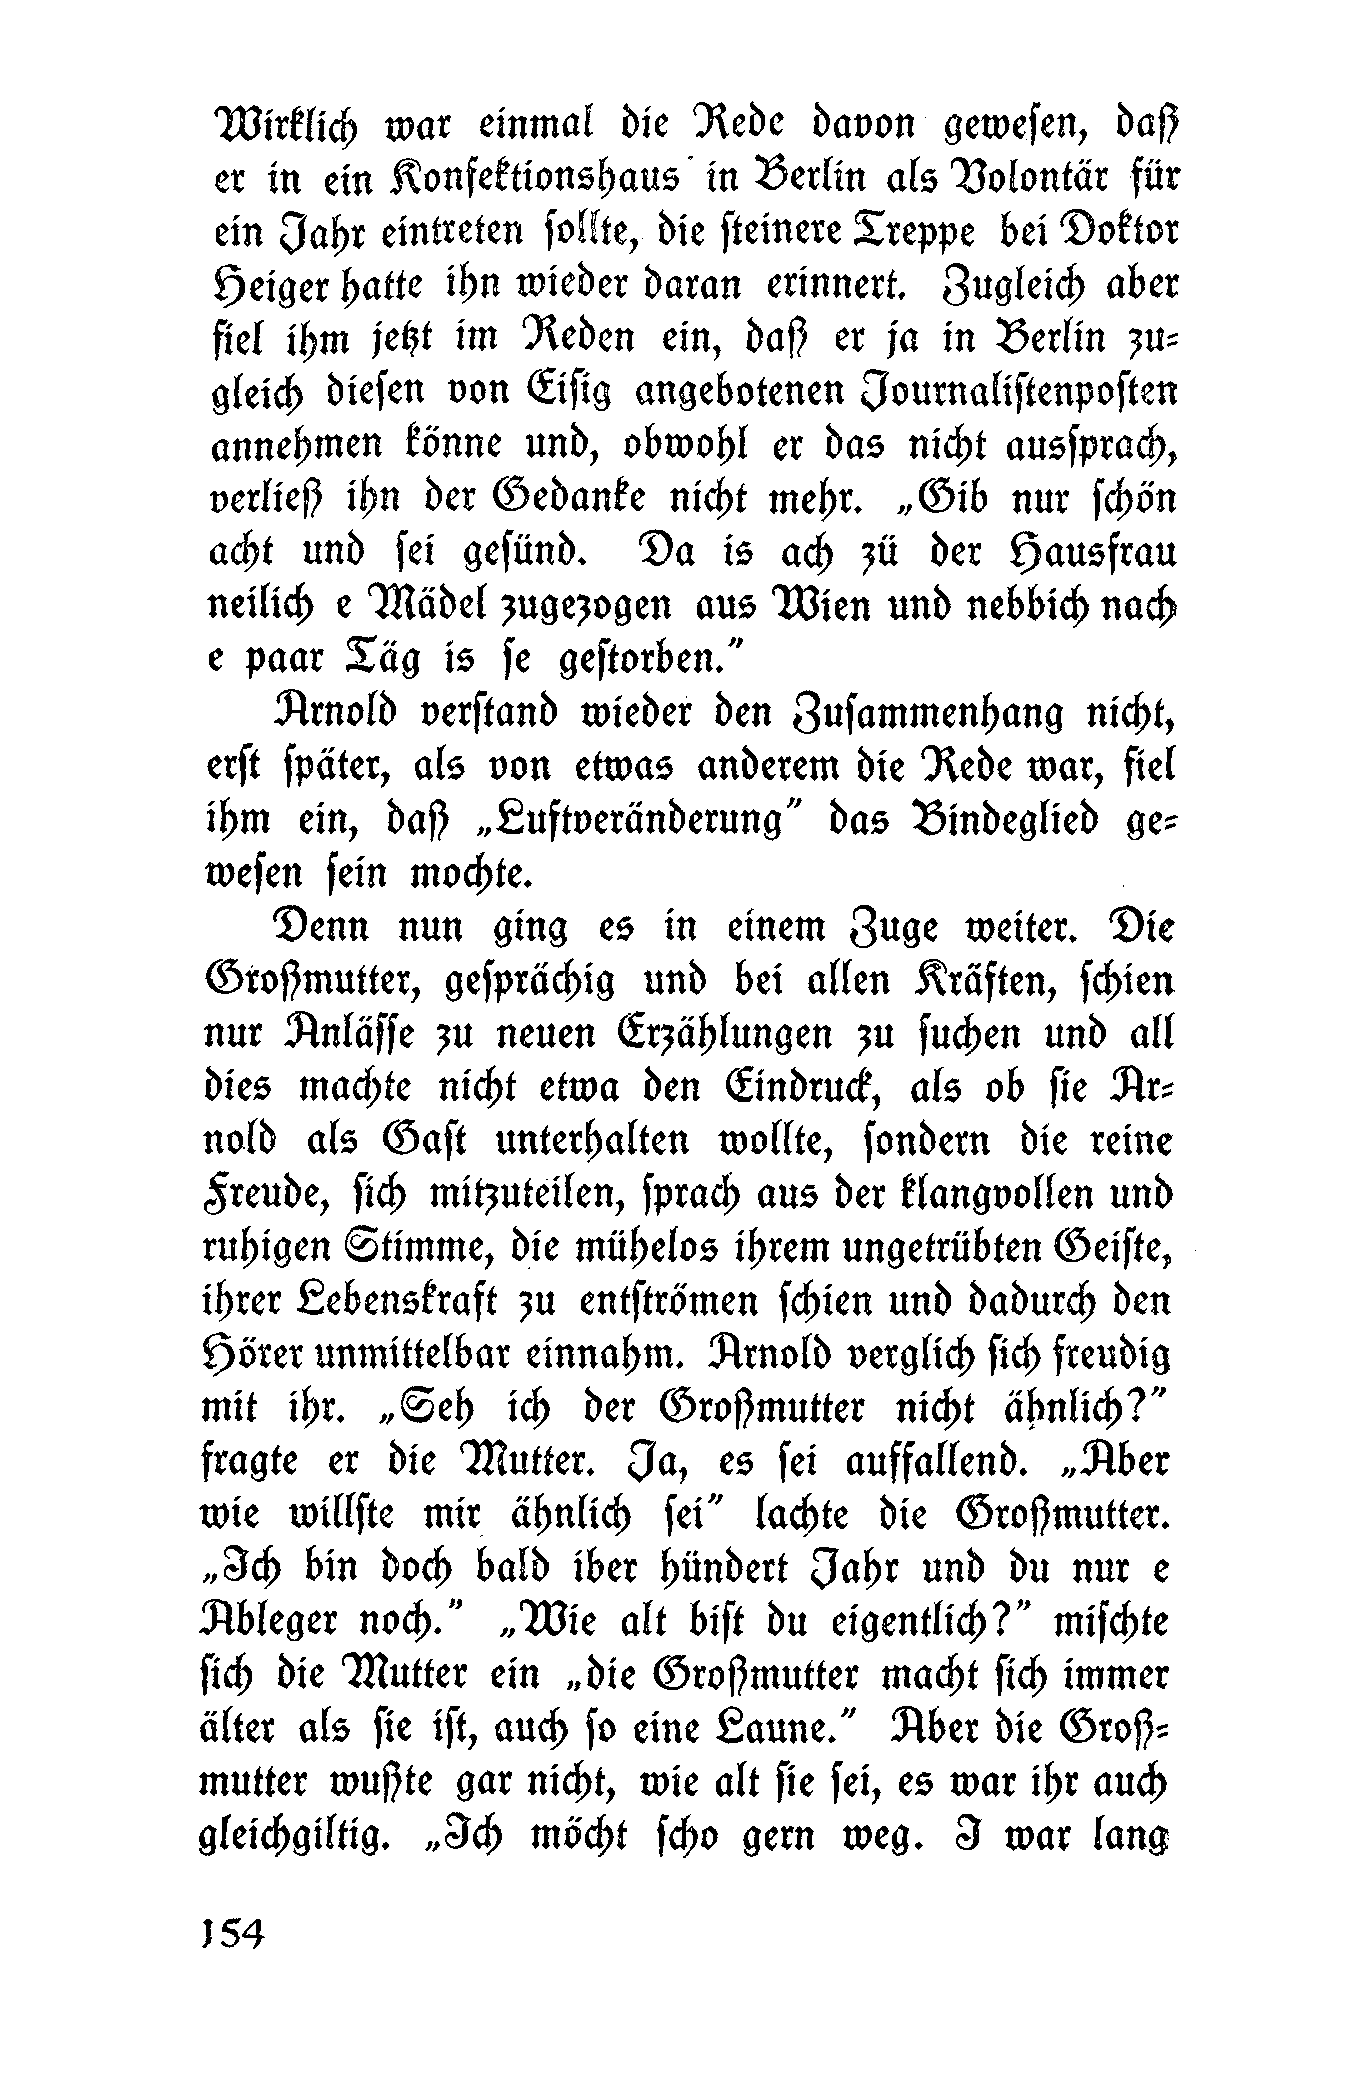 Wirklich war einmal die Rede davon gewesen, daß
er in ein Konfektionshaus in Berlin als Volontär für
ein Jahr eintreten sollte, die steinere Treppe bei Doktor
Heiger hatte ihn wieder daran erinnert. Zugleich aber
fiel ihm jetzt im Reden ein, daß er ja in Berlin zu-
gleich diesen von Eisig angebotenen Journalistenposten
annehmen könne und, obwohl er das nicht aussprach,
verließ ihn der Gedanke nicht mehr. „Gib nur schön
acht und sei gesünd. Da is ach zü der Hausfrau
neilich e Mädel zugezogen aus Wien und nebbich nach
e paar Täg is se gestorben.“
Arnold verstand wieder den Zusammenhang nicht,
erst später, als von etwas anderem die Rede war, fiel
ihm ein, daß „Luftveränderung“ das Bindeglied ge-
wesen sein mochte.
Denn nun ging es in einem Zuge weiter. Die
Großmutter, gesprächig und bei allen Kräften, schien
nur Anlässe zu neuen Erzählungen zu suchen und all
dies machte nicht etwa den Eindruck, als ob sie Ar-
nold als Gast unterhalten wollte, sondern die reine
Freude, sich mitzuteilen, sprach aus der klangvollen und
ruhigen Stimme, die mühelos ihrem ungetrübten Geiste,
ihrer Lebenskraft zu entströmen schien und dadurch den
Hörer unmittelbar einnahm. Arnold verglich sich freudig
mit ihr. „Seh ich der Großmutter nicht ähnlich?“
fragte er die Mutter. Ja, es sei auffallend. „Aber
wie willste mir ähnlich sei“ lachte die Großmutter.
„Ich bin doch bald iber hündert Jahr und du nur e
Ableger noch.“ „Wie alt bist du eigentlich?“ mischte
sich die Mutter ein „die Großmutter macht sich immer
älter als sie ist, auch so eine Laune.“ Aber die Groß-
mutter wußte gar nicht, wie alt sie sei, es war ihr auch
gleichgiltig. „Ich möcht scho gern weg. I war lang
154